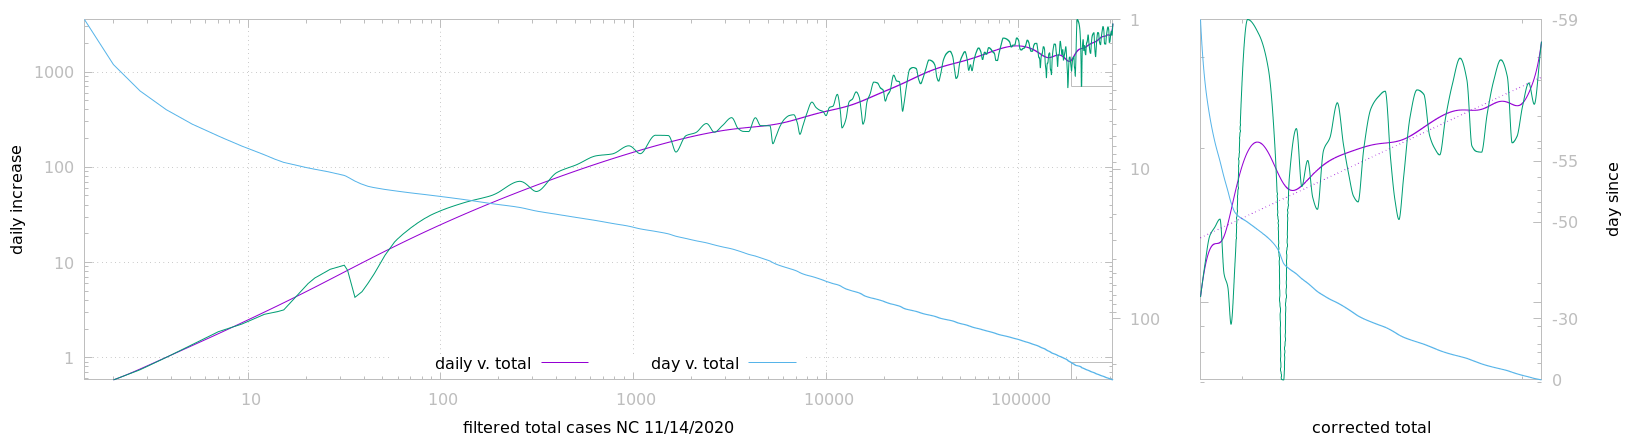 1 -59
1000
100 10 -55
daily increase -50 day since
10
100 -30
1 daily v. total day v. total
0
10 100 1000 10000 100000
filtered total cases NC 11/14/2020 corrected total